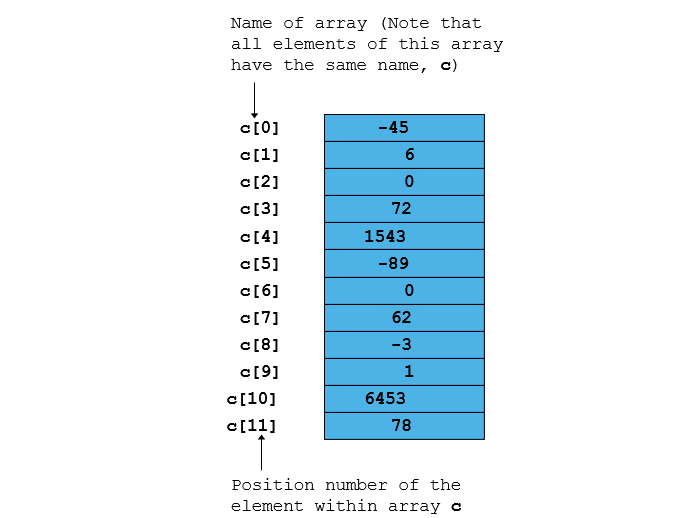 Name of array (Note that
all elements of this array
have the same name, c)
c[0] -45
c[1] 6
c[2] 0
c[3] 72
c[4] 1543
c[5] -89
c[6] 0
c[7] 62
c[8] -3
c[9] 1
c[10] 6453
c[11] 78
Position number of the
element within array c